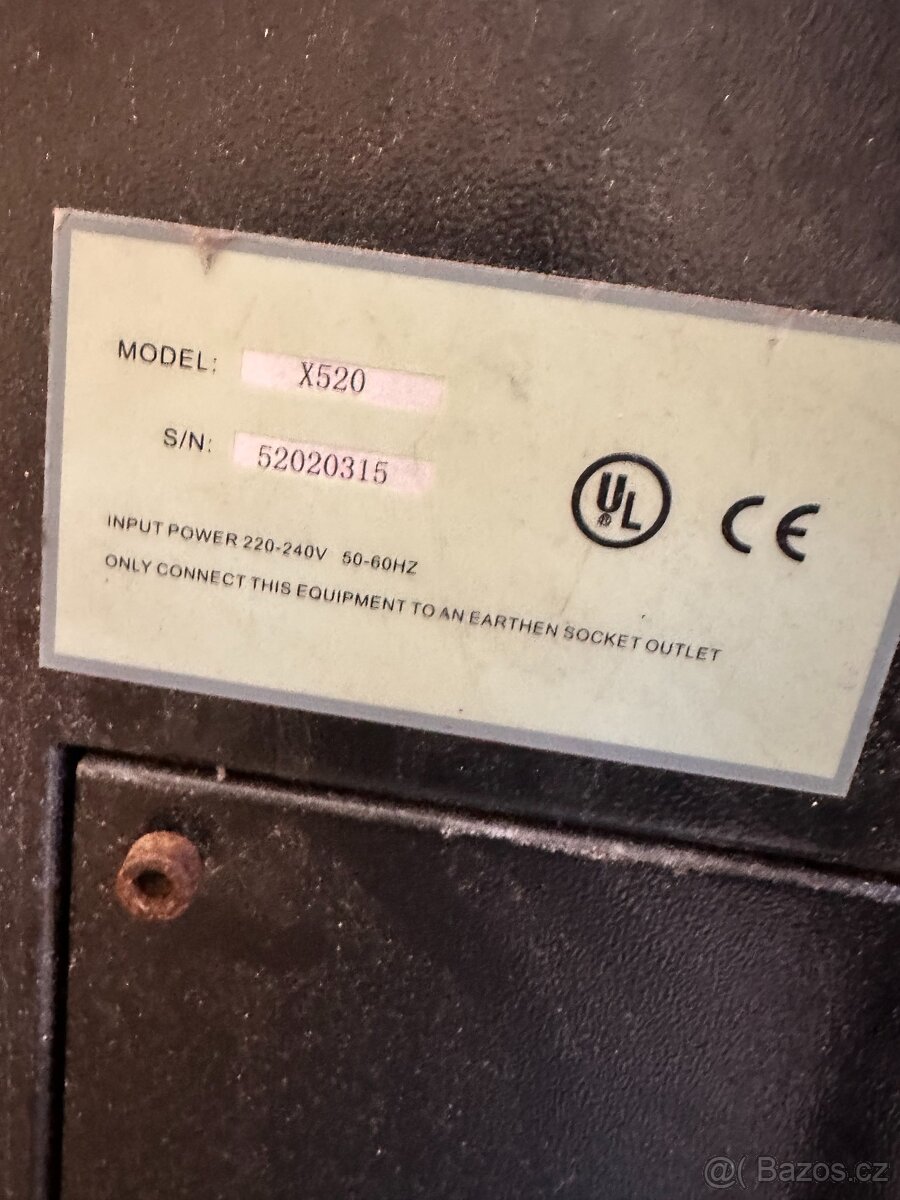 MODEL: X520
S/N: 52020315
UL ® CE
INPUT POWER 220-240V 50-60HZ
ONLY CONNECT THIS EQUIPMENT TO AN EARTHEN SOCKET OUTLET
@( Bazos.cz